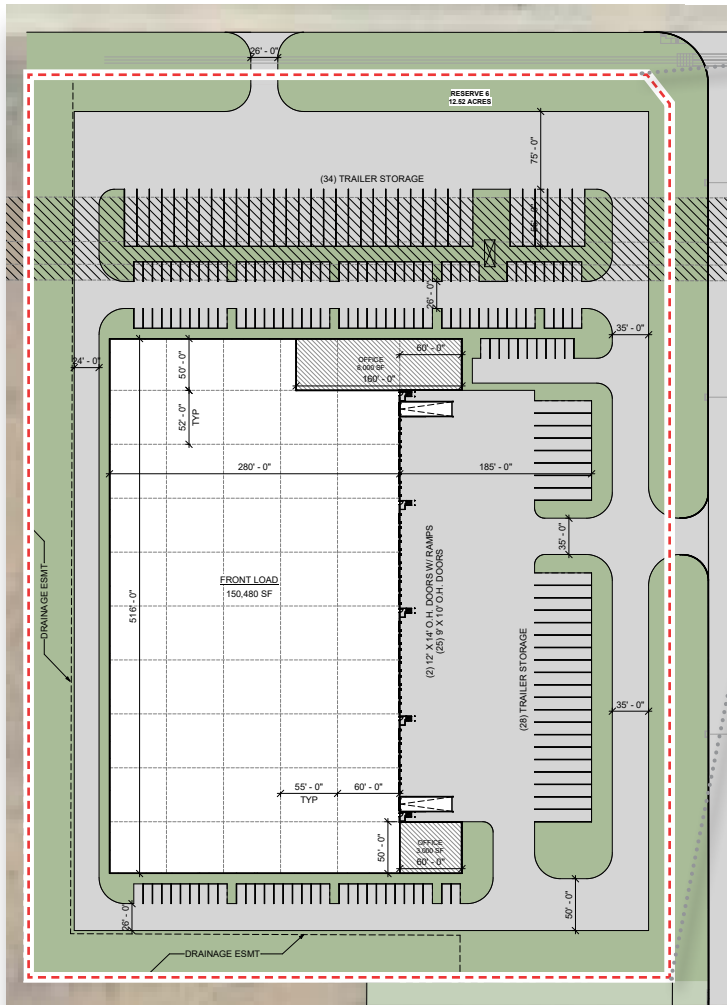 26' - 0"
RESERVE 6
12.52 ACRES
75' - 0"
(34) TRAILER STORAGE
26' - 0"
35' - 0"
24' - 0"
50' - 0"
OFFICE
8,000 SF
60' - 0"
160' - 0"
52' - 0"
TYP
280' - 0"
185' - 0"
(2) 12' X 14' O.H. DOORS W/ RAMPS
(25) 9' X 10' O.H. DOORS
35' - 0"
DRAINAGE ESMT
FRONT LOAD
150,480 SF
516' - 0"
(28) TRAILER STORAGE
35' - 0"
55' - 0"
TYP
60' - 0"
50' - 0"
OFFICE
3,000 SF
60' - 0"
26' - 0"
50' - 0"
DRAINAGE ESMT